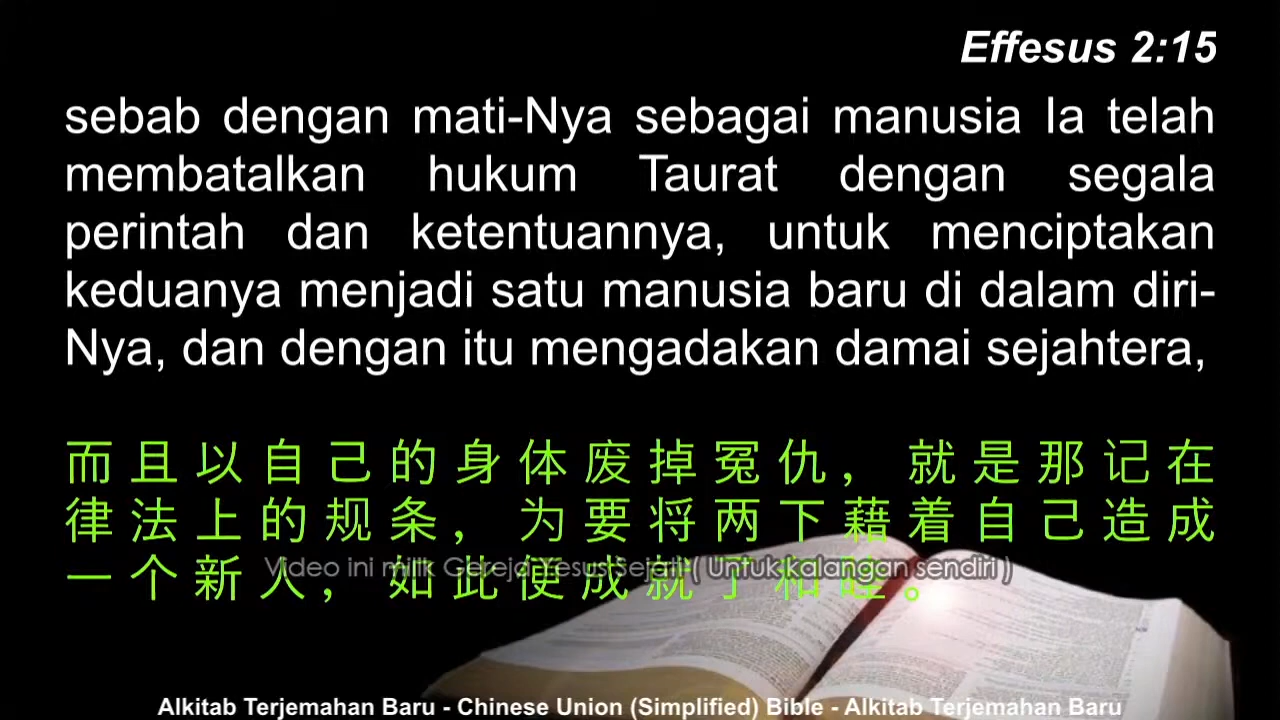 Effesus 2:15
sebab dengan mati-Nya sebagai manusia Ia telah
membatalkan hukum Taurat dengan segala
perintah dan ketentuannya, untuk menciptakan
keduanya menjadi satu manusia baru di dalam diri-
Nya, dan dengan itu mengadakan damai sejahtera,
而且以自己的身体废掉冤仇，就是那记在
律法上的规条，为要将两下藉着自己造成
一个新人，如此便成就了和睦。
Video ini milik Gereja Yesus Sejati ( Untuk kalangan sendiri )
Alkitab Terjemahan Baru - Chinese Union (Simplified) Bible - Alkitab Terjemahan Baru